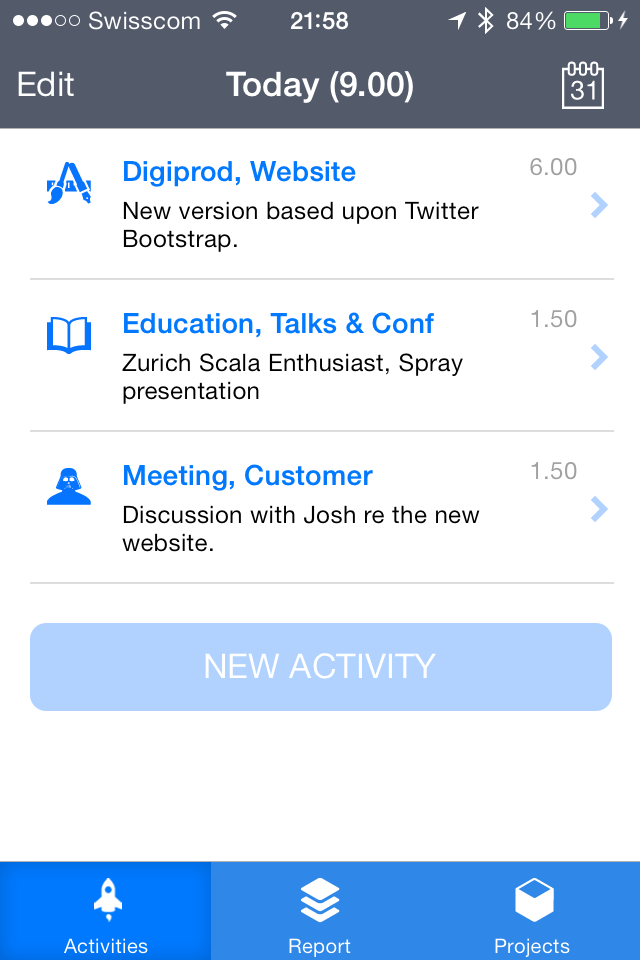 Swisscom 21:58 84%
Edit Today (9.00) 31
Digiprod, Website 6.00
New version based upon Twitter
Bootstrap.
Education, Talks & Conf 1.50
Zurich Scala Enthusiast, Spray
presentation
Meeting, Customer 1.50
Discussion with Josh re the new
website.
NEW ACTIVITY
Activities Report Projects